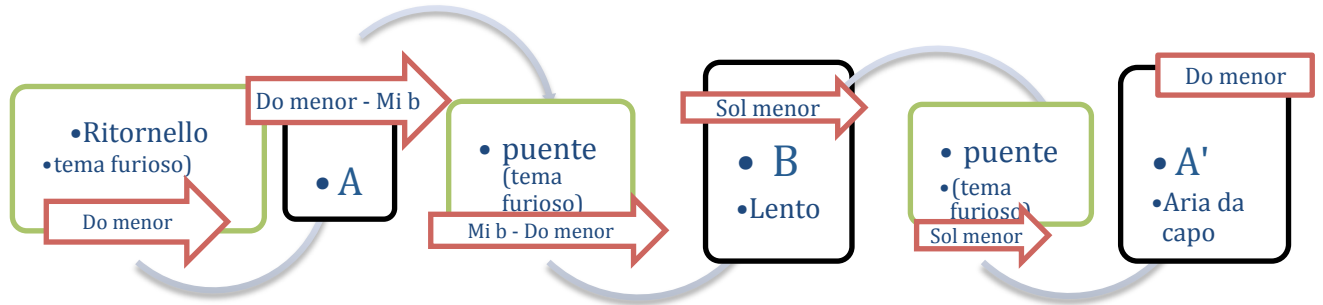 •Ritornello
•tema furioso)
Do menor
Do menor - Mi b
• A
• puente
(tema
furioso)
Mi b - Do menor
Sol menor
• B
•Lento
• puente
•(tema
furioso)
Sol menor
Do menor
• A'
•Aria da
capo